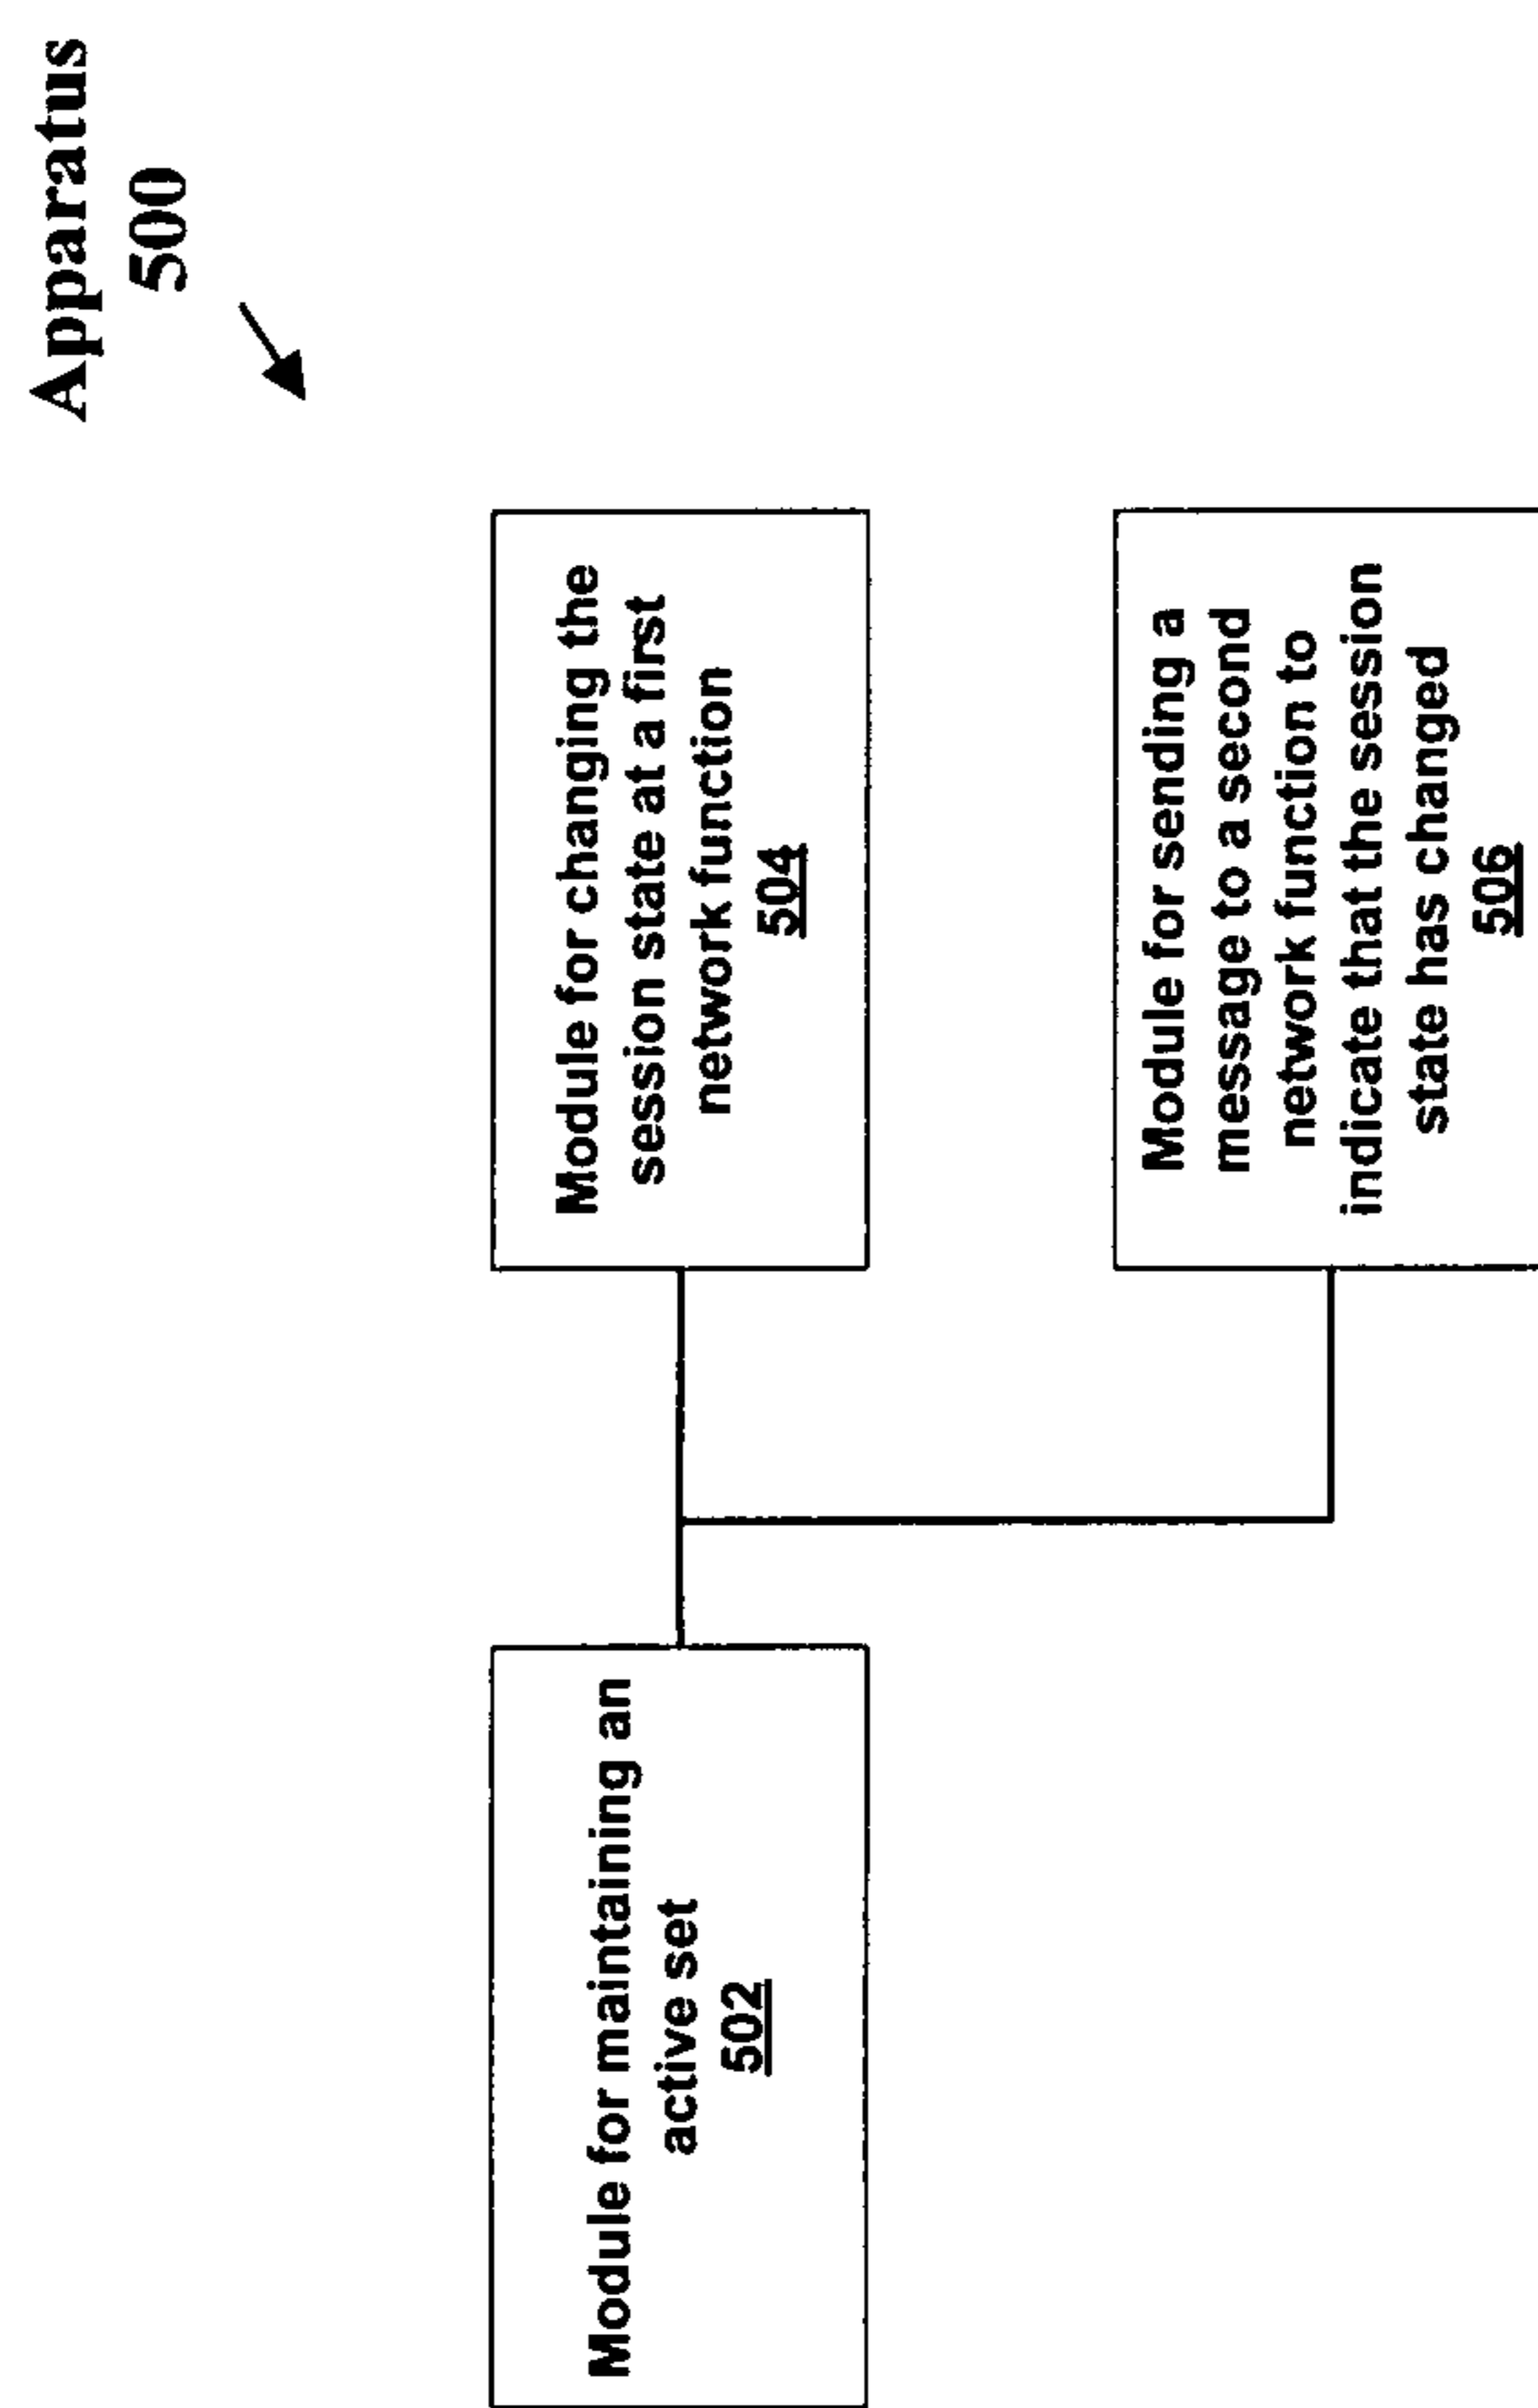 Apparatus
500
Module for maintaining an
active set
502
Module for changing the
session state at a first
network function
504
Module for sending a
message to a second
network function to
indicate that the session
state has changed
506